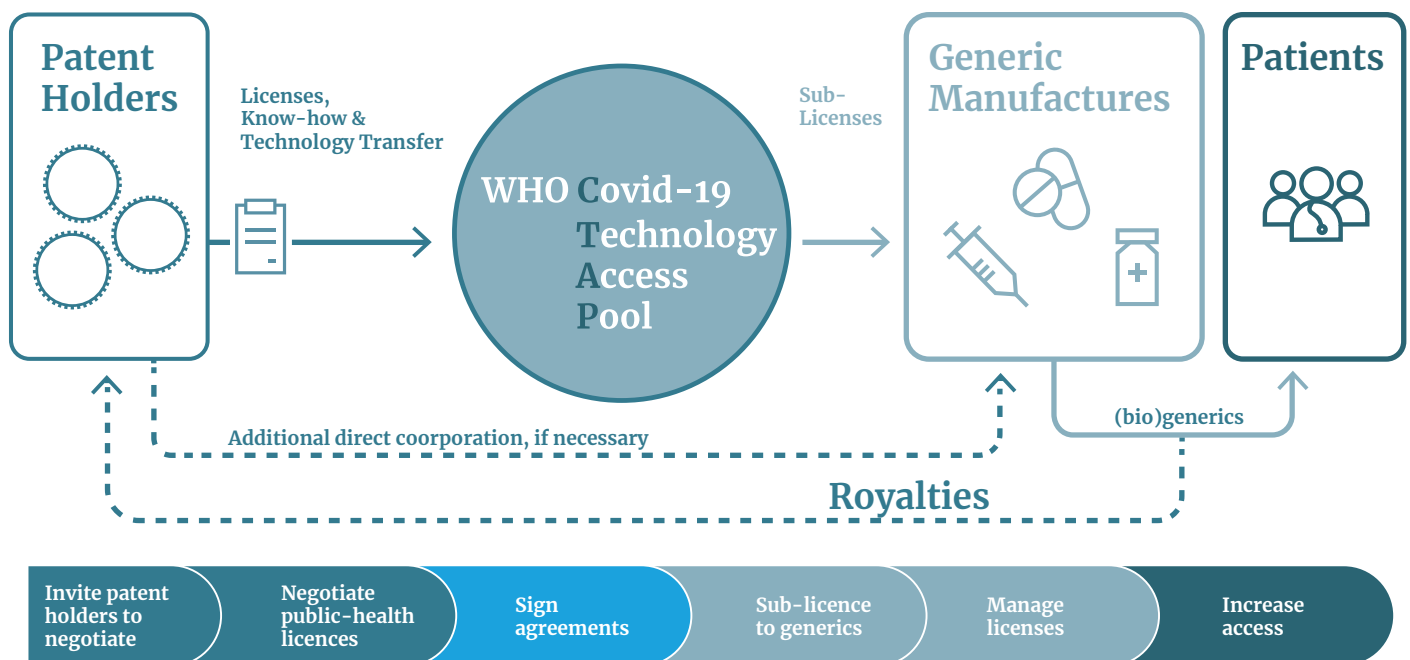 Patent
Holders
Licenses,
Know-how &
Technology Transfer
WHO Covid-19
Technology
Access
Pool
Sub-
Licenses
Generic
Manufactures
Patients
(bio)generics
Additional direct coorporation, if necessary
Royalties
Invite patent
holders to
negotiate
Negotiate
public-health
licences
Sign
agreements
Sub-licence
to generics
Manage
licenses
Increase
access